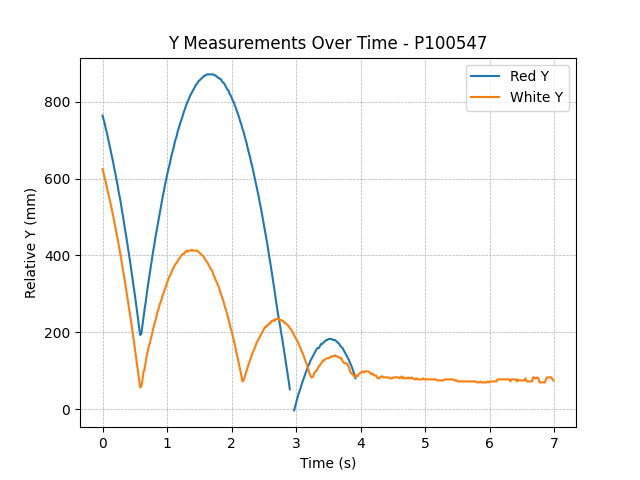 Y Measurements Over Time - P100547
Red Y
White Y
Relative Y (mm)
800
600
400
200
0
0 1 2 3 4 5 6 7
Time (s)